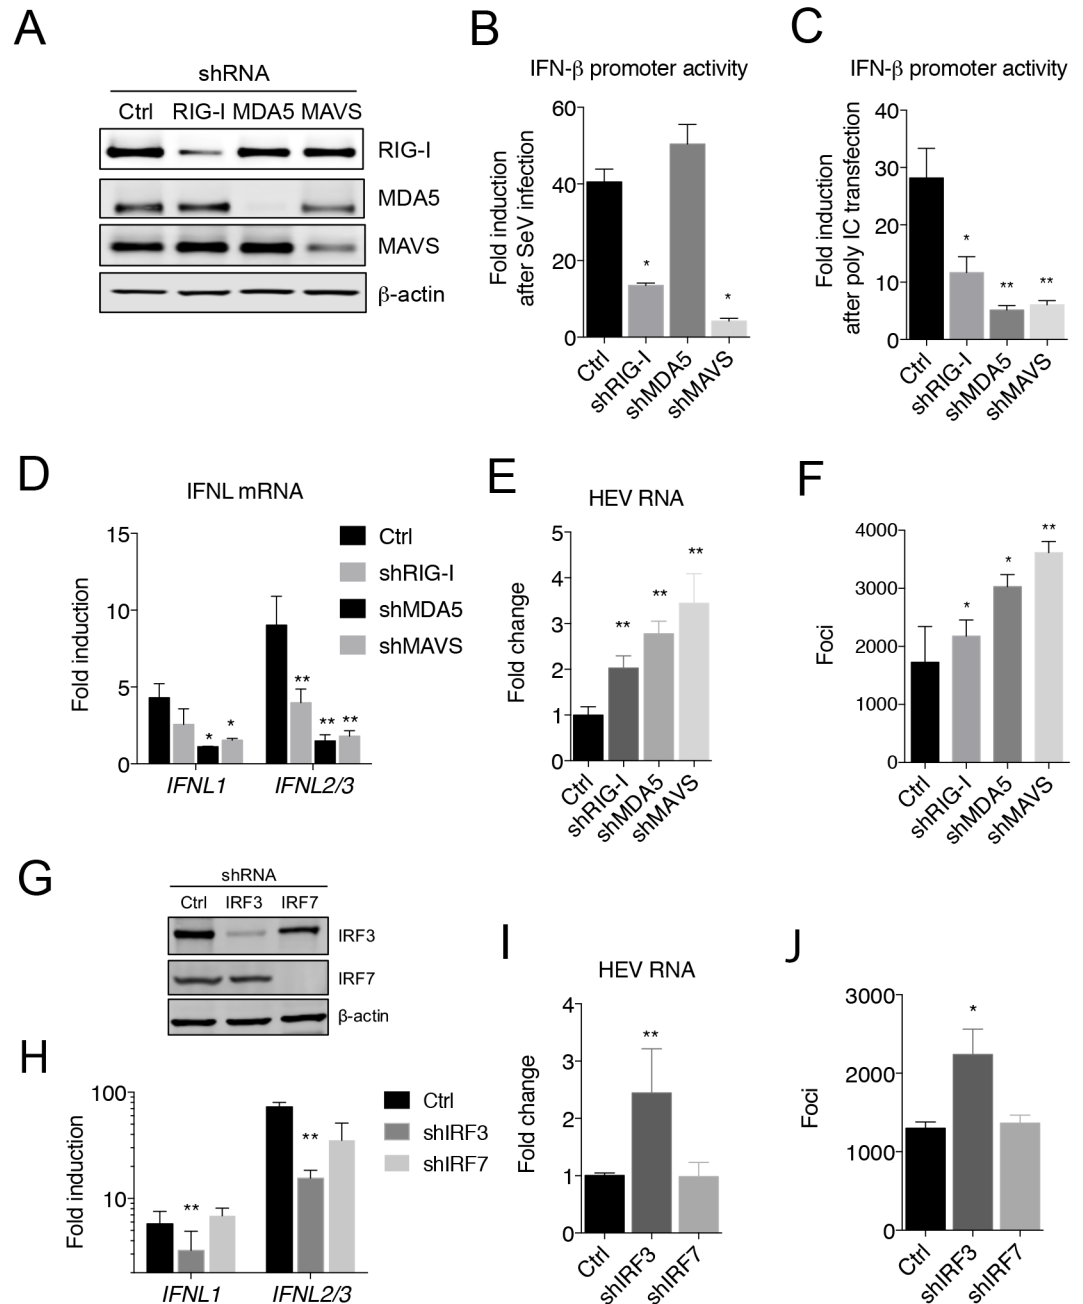 A
shRNA
Ctrl RIG-I MDA5 MAVS
RIG-I
MDA5
MAVS
β-actin
B
IFN-β promoter activity
Fold induction
after SeV infection
60
40
20
0
*
*
Ctrl
shRIG-I
shMDA5
shMAVS
C
IFN-β promoter activity
Fold induction
after poly IC transfection
40
30
20
10
0
*
**
**
Ctrl
shRIG-I
shMDA5
shMAVS
D
IFNL mRNA
Fold induction
15
10
5
0
*
*
**
**
**
IFNL1
IFNL2/3
Ctrl
shRIG-I
shMDA5
shMAVS
E
HEV RNA
Fold change
5
4
3
2
1
0
**
**
**
Ctrl
shRIG-I
shMDA5
shMAVS
F
Foci
4000
3000
2000
1000
0
*
*
**
Ctrl
shRIG-I
shMDA5
shMAVS
G
shRNA
Ctrl IRF3 IRF7
IRF3
IRF7
β-actin
H
Fold induction
100
10
**
**
IFNL1
IFNL2/3
Ctrl
shIRF3
shIRF7
I
HEV RNA
Fold change
4
3
2
1
0
**
Ctrl
shIRF3
shIRF7
J
Foci
3000
2000
1000
0
*
Ctrl
shIRF3
shIRF7